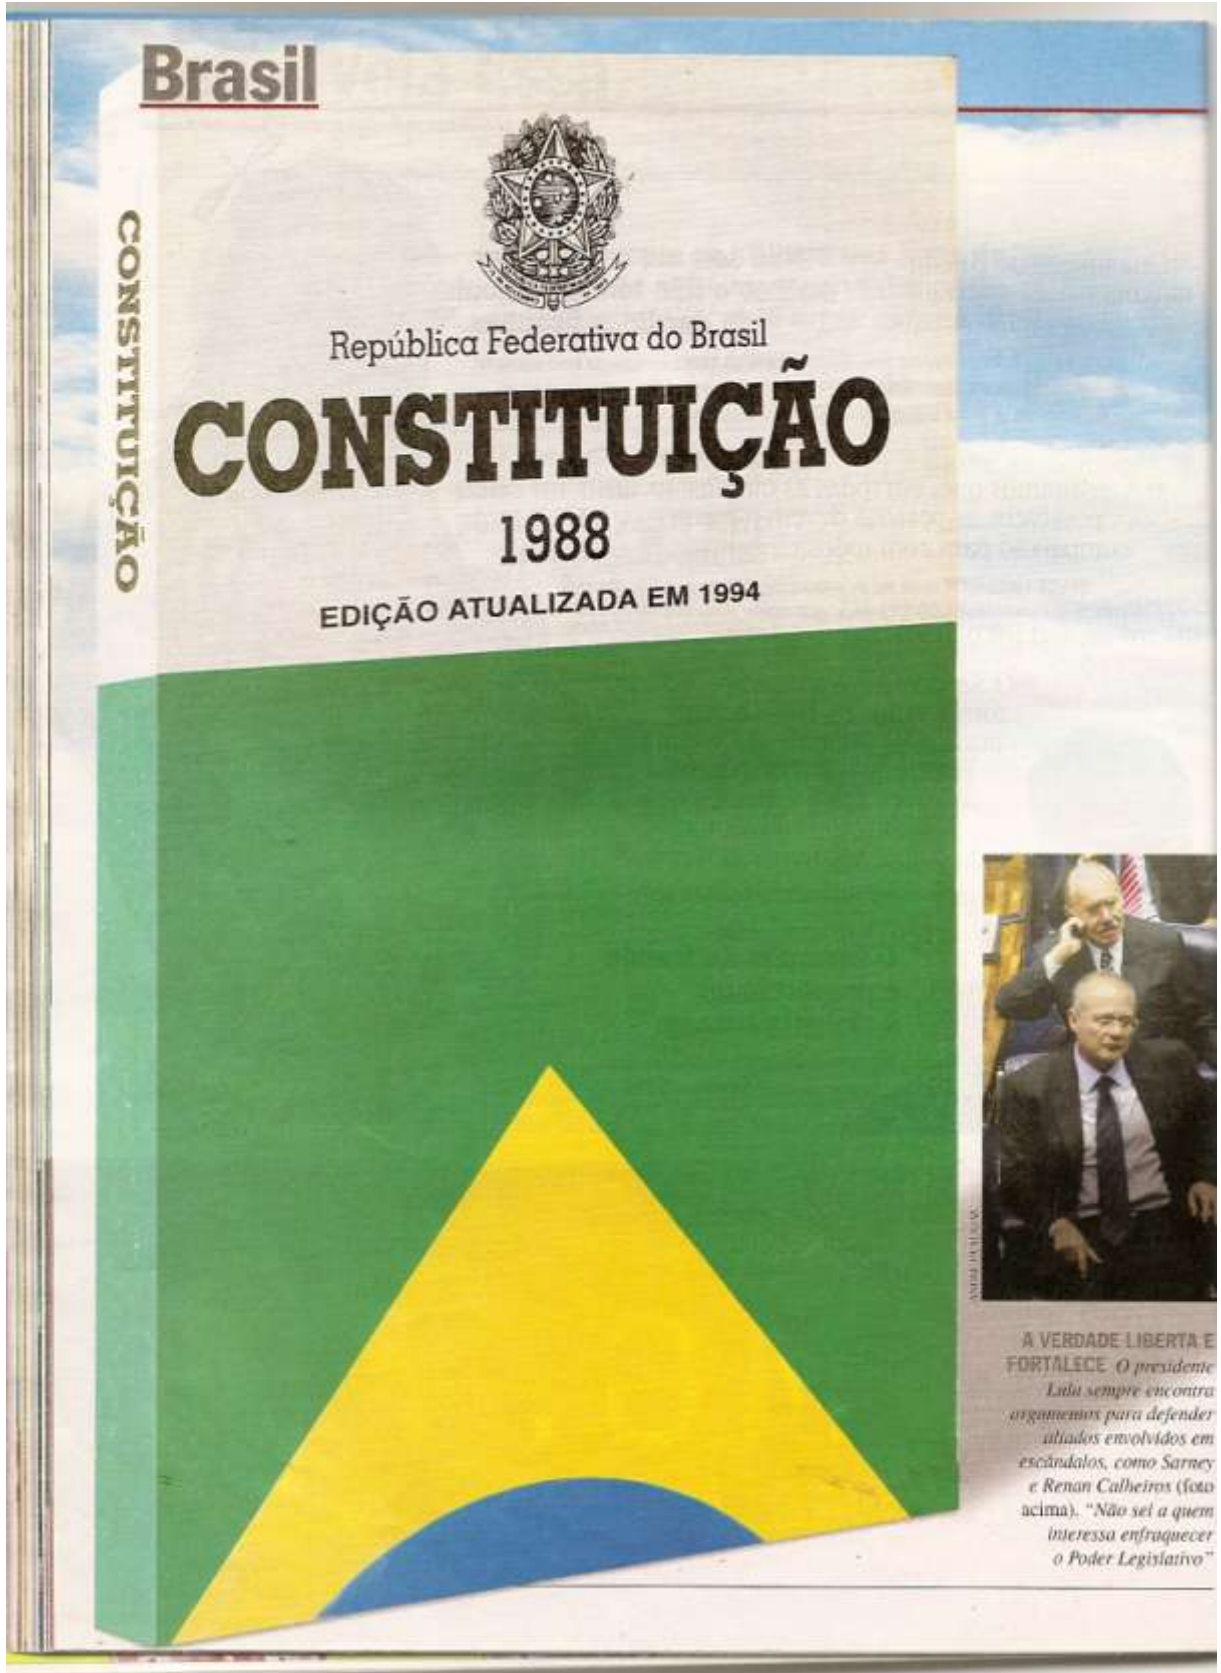 Brasil
CONSTITUIÇÃO
República Federativa do Brasil
CONSTITUIÇÃO
1988
EDIÇÃO ATUALIZADA EM 1994
A VERDADE LIBERTA E
FORTALECE O presidente
Lula sempre encontra
argumentos para defender
aliados envolvidos em
escândalos, como Sarney
e Renan Calheiros (foto
acima). "Não sei a quem
interessa enfraquecer
o Poder Legislativo"